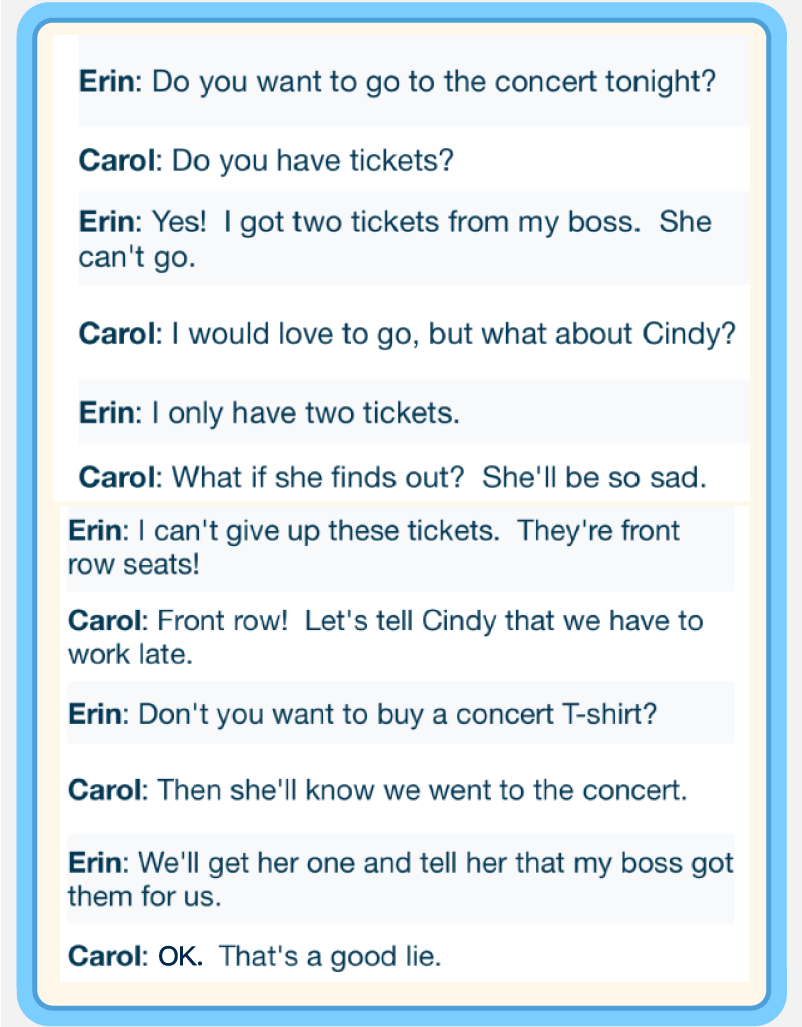 Erin: Do you want to go to the concert tonight?
Carol: Do you have tickets?
Erin: Yes!  I got two tickets from my boss.  She
can't go.
Carol: I would love to go, but what about Cindy?
Erin: I only have two tickets.
Carol: What if she finds out?  She'll be so sad.
Erin: I can't give up these tickets.  They're front
row seats!
Carol: Front row!  Let's tell Cindy that we have to
work late.
Erin: Don't you want to buy a concert T-shirt?
Carol: Then she'll know we went to the concert.
Erin: We'll get her one and tell her that my boss got
them for us.
Carol: OK.  That's a good lie.